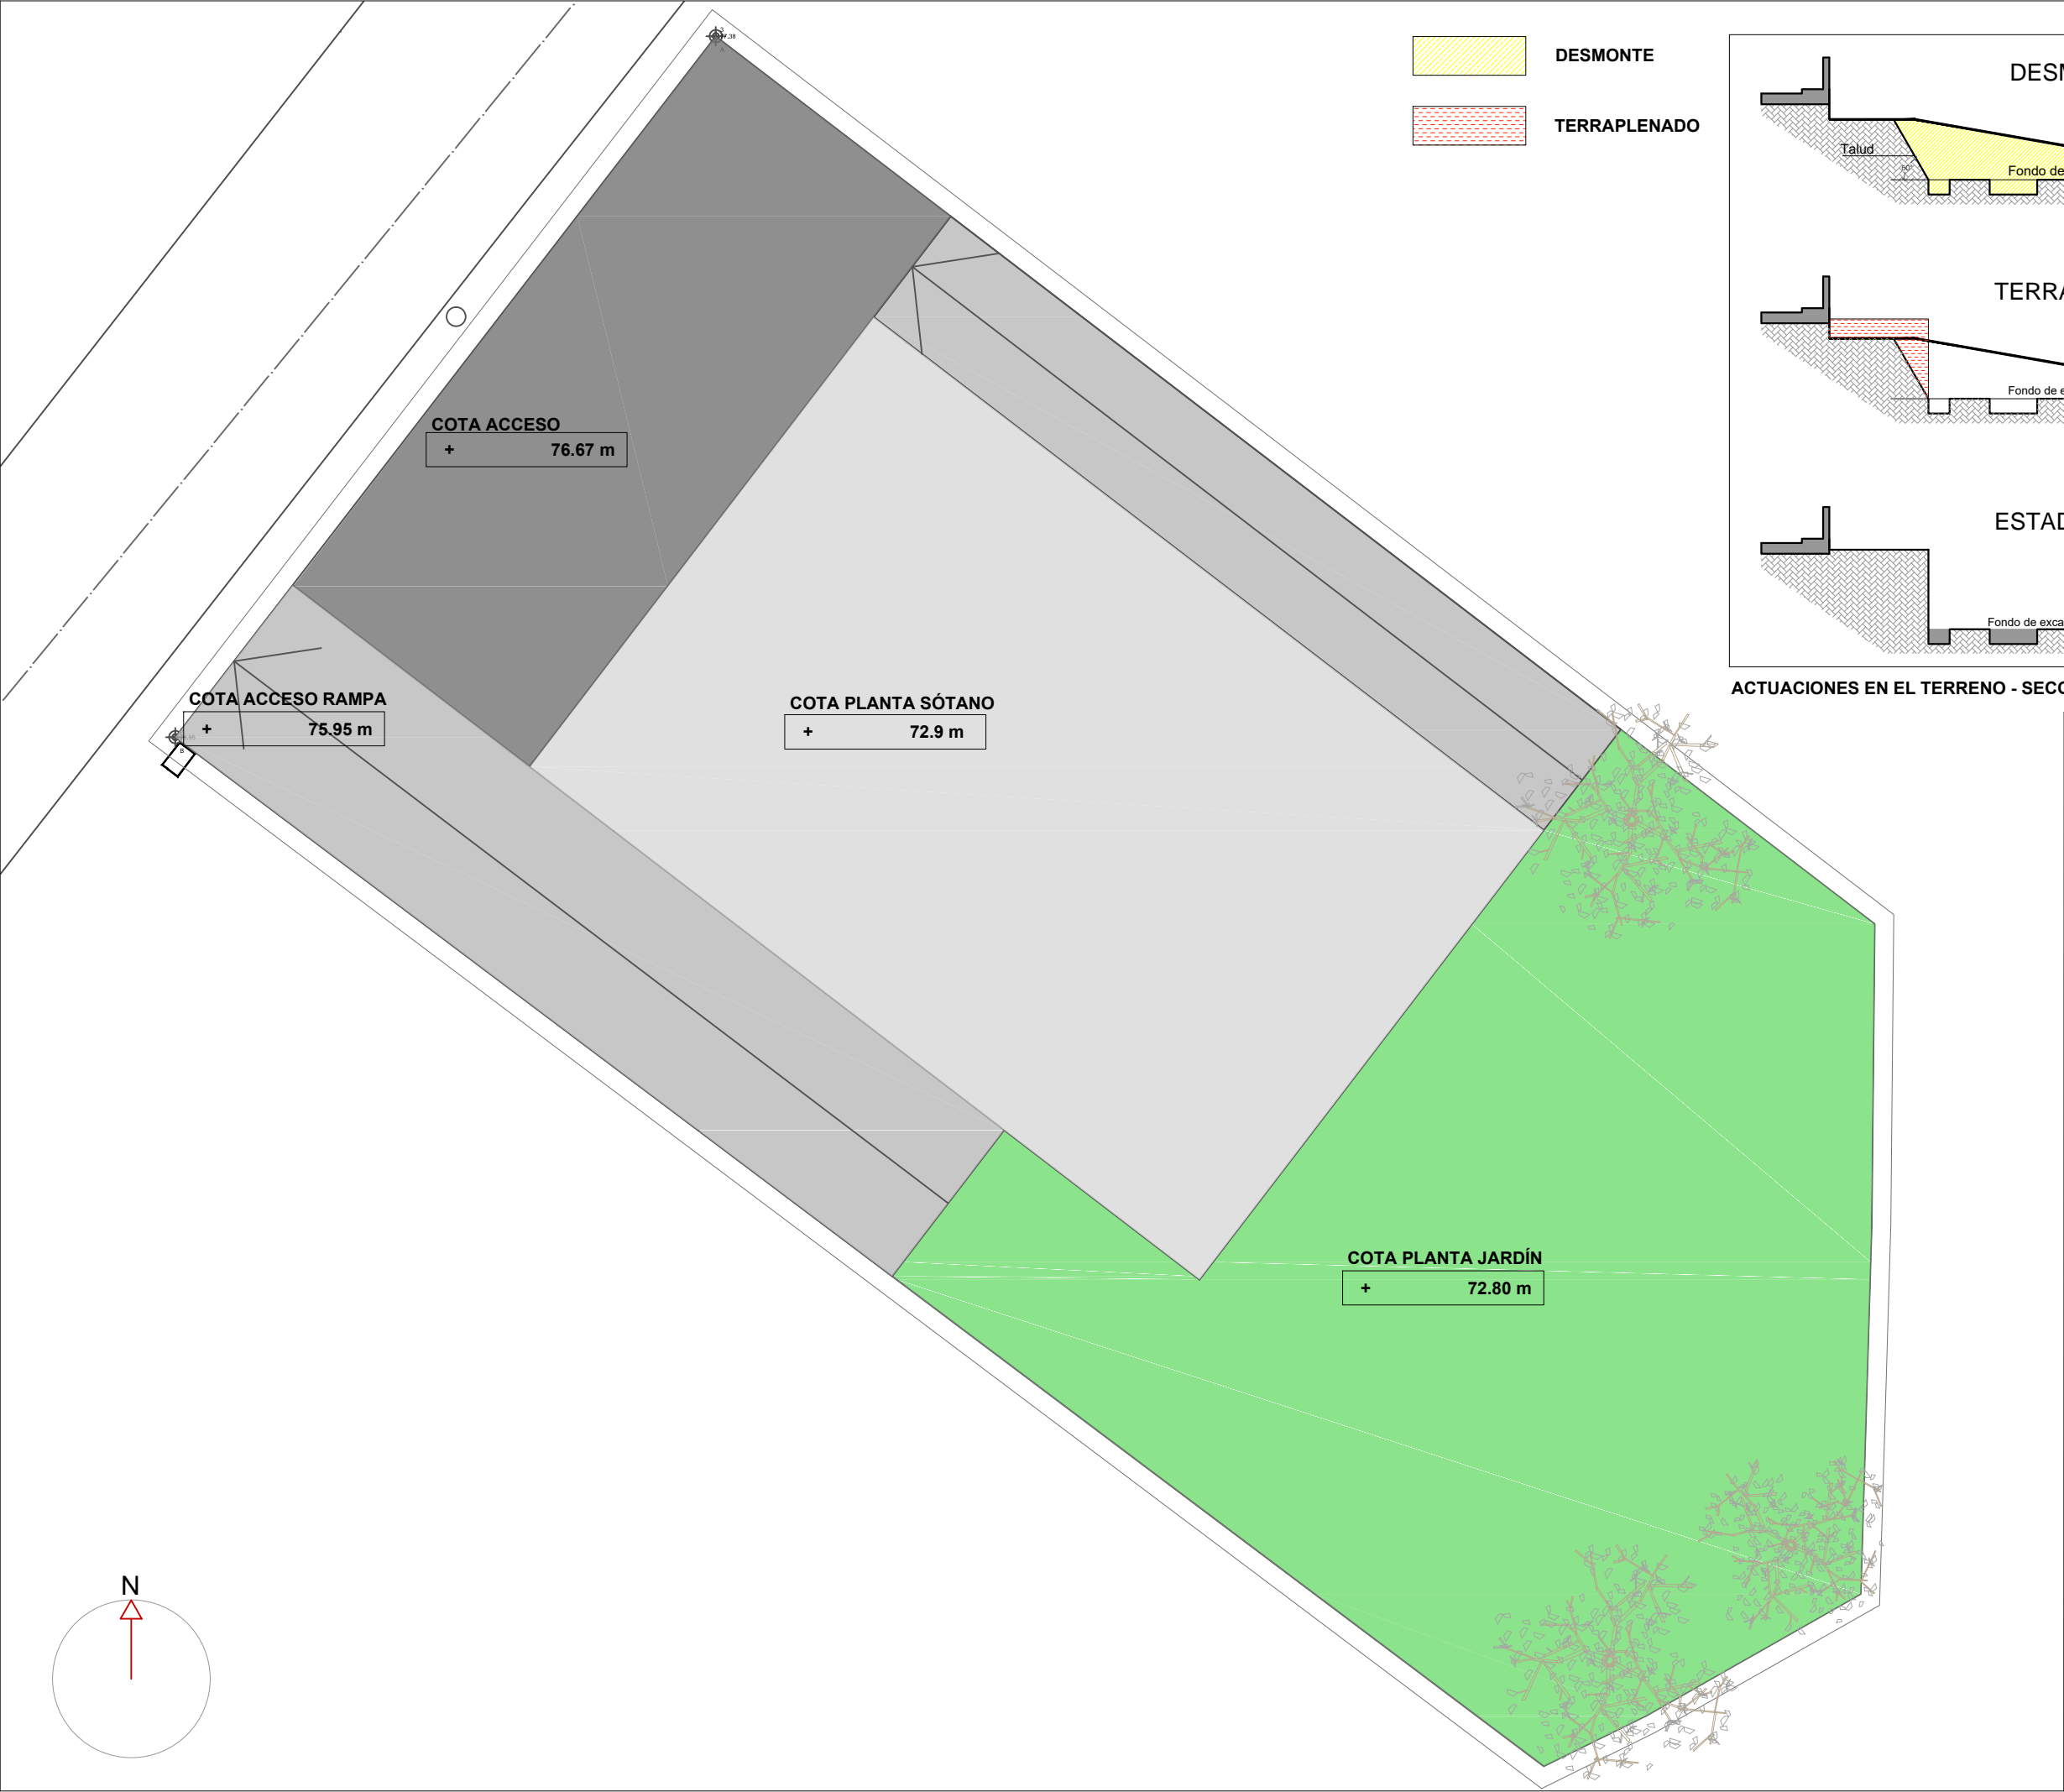 DESMONTE
TERRAPLENADO
DESM
Talud
60°
Fondo de
TERRA
Fondo de e
ESTAD
Fondo de exca
ACTUACIONES EN EL TERRENO - SECC
COTA ACCESO
+ 76.67 m
COTA ACCESO RAMPA
+ 75.95 m
COTA PLANTA SÓTANO
+ 72.9 m
COTA PLANTA JARDÍN
+ 72.80 m
N